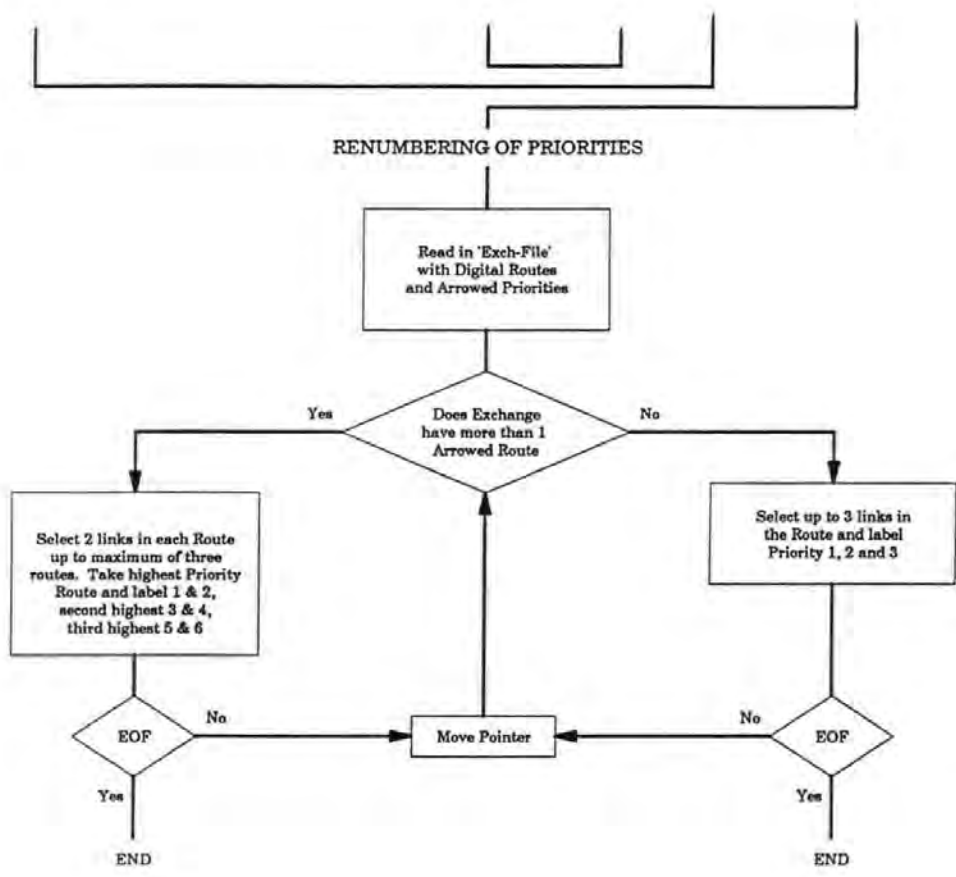 RENUMBERING OF PRIORITIES
Read in 'Exch-File'
with Digital Routes
and Arrowed Priorities
Does Exchange
have more than 1
Arrowed Route
Yes
No
Select 2 links in each Route
up to maximum of three
routes. Take highest Priority
Route and label 1 & 2,
second highest 3 & 4,
third highest 5 & 6
Select up to 3 links in
the Route and label
Priority 1, 2 and 3
EOF
No
Move Pointer
No
EOF
Yes
Yes
END
END